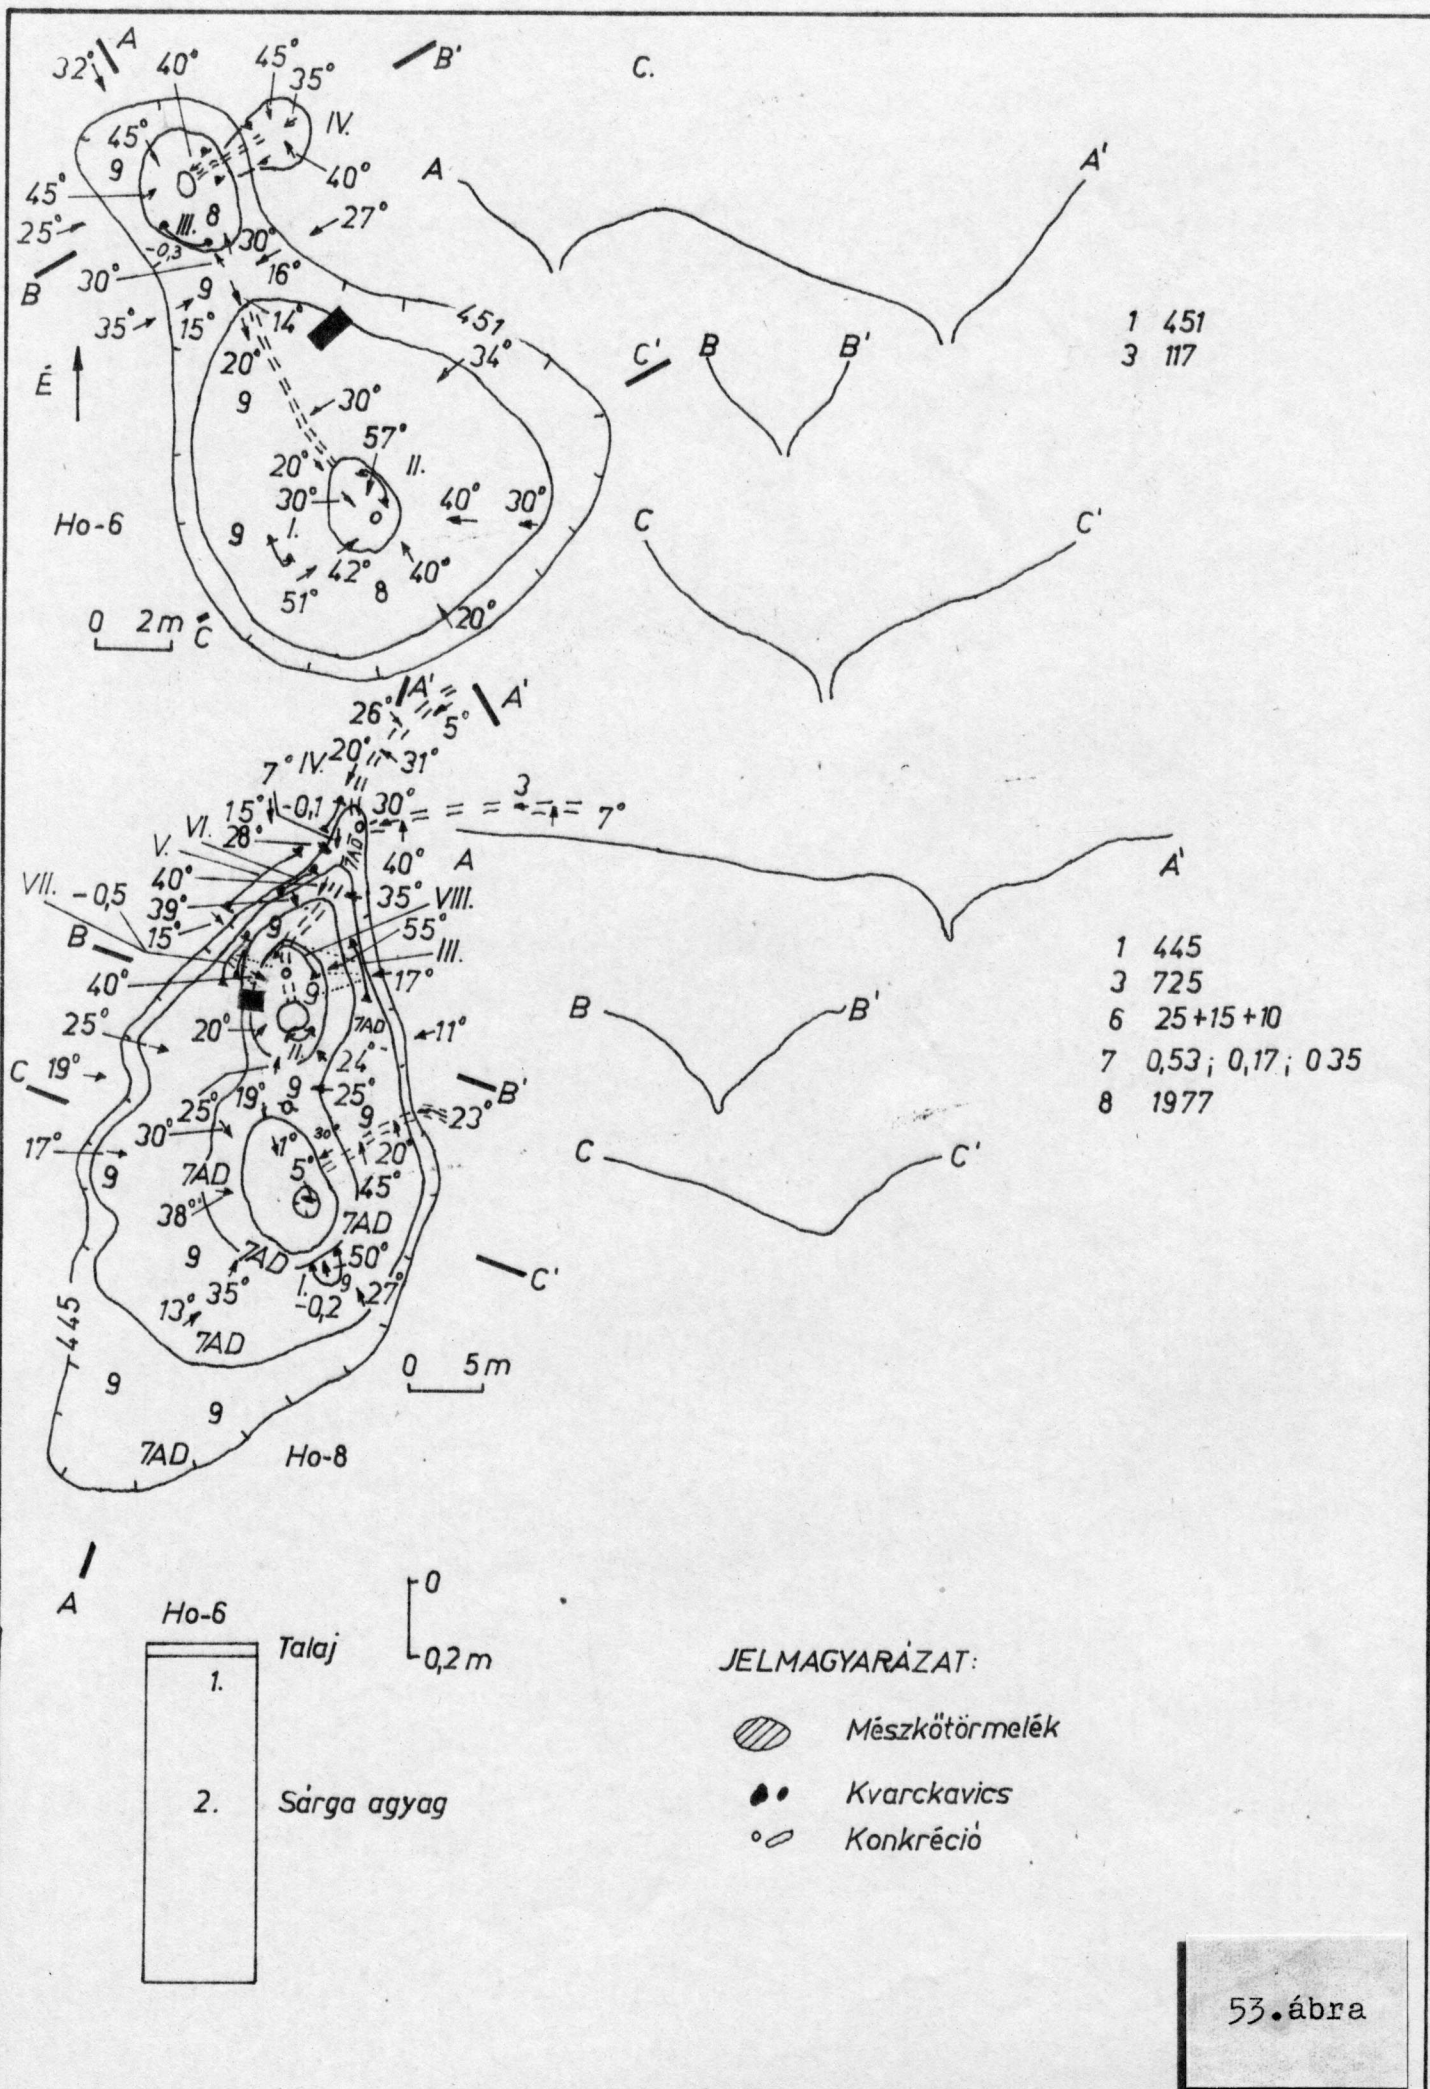 C.
A
32°
40°
45°
35°
B'
IV.
45°
9
40°
45°
25°
III. 8
-0,3
27°
30°
16°
B
30°
9
35°
15°
14°
451
34°
20°
C'
É
9
30°
57°
20°
II.
30°
40°
30°
Ho-6
9
I.
42°
40°
51°
8
20°
0 2m
C
A
A'
B
B'
C
C'
1 451
3 117
A'
A'
26°
5°
20°
31°
7°
IV.
15°
-0,1
30°
3
7°
VI.
28°
7AD
V.
40°
40°
35°
VII.
-0,5
39°
VIII.
15°
9
55°
B
III.
40°
9
17°
25°
20°
7AD
11°
II.
24°
C
19°
9
25°
B'
25°
19°
9
23°
30°
30°
17°
1°
20°
9
7AD
5°
45°
38°
7AD
9
7AD
50°
35°
I.
9
-0,2
27°
13°
7AD
C'
445
9
9
7AD
0 5m
Ho-8
A
A
A'
B
B'
C
C'
1 445
3 725
6 25+15+10
7 0,53; 0,17; 0 35
8 1977
Ho-6
0
0,2 m
Talaj
1.
2.
Sárga agyag
JELMAGYARÁZAT:
Mészkőtörmelék
Kvarckavics
Konkréció
53.ábra